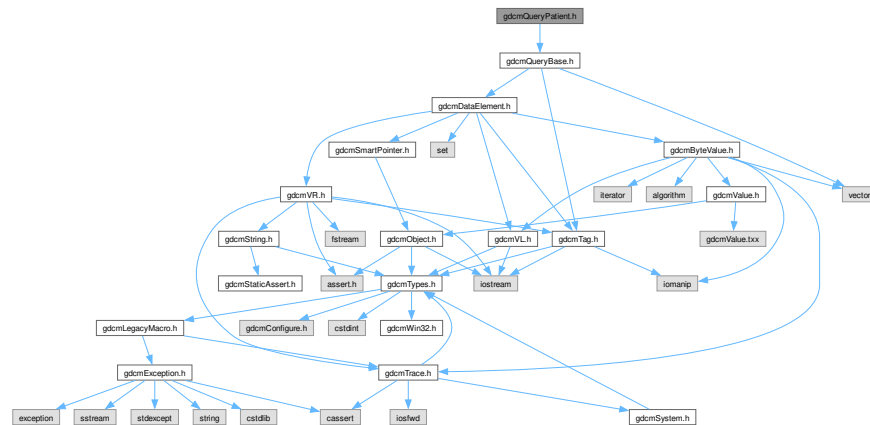 gdcmQueryPatient.h
gdcmQueryBase.h
gdcmDataElement.h
gdcmSmartPointer.h
set
gdcmByteValue.h
gdcmVR.h
iterator
algorithm
gdcmValue.h
vector
gdcmString.h
fstream
gdcmObject.h
gdcmVL.h
gdcmTag.h
gdcmValue.txx
gdcmStaticAssert.h
assert.h
gdcmTypes.h
iostream
iomanip
gdcmLegacyMacro.h
gdcmConfigure.h
cstdint
gdcmWin32.h
gdcmException.h
gdcmTrace.h
exception
sstream
stdexcept
string
cstdlib
cassert
iosfwd
gdcmSystem.h